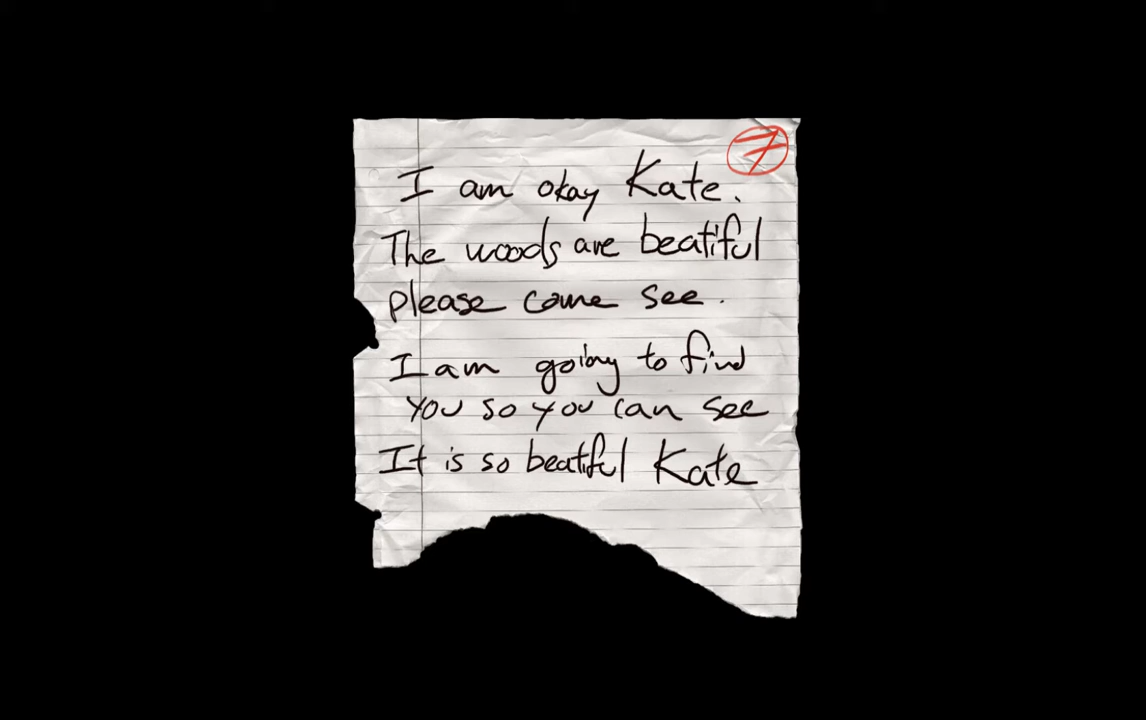 7
I am okay Kate.
The woods are beatiful
please come see.
I am going to find
you so you can see
It is so beatiful Kate